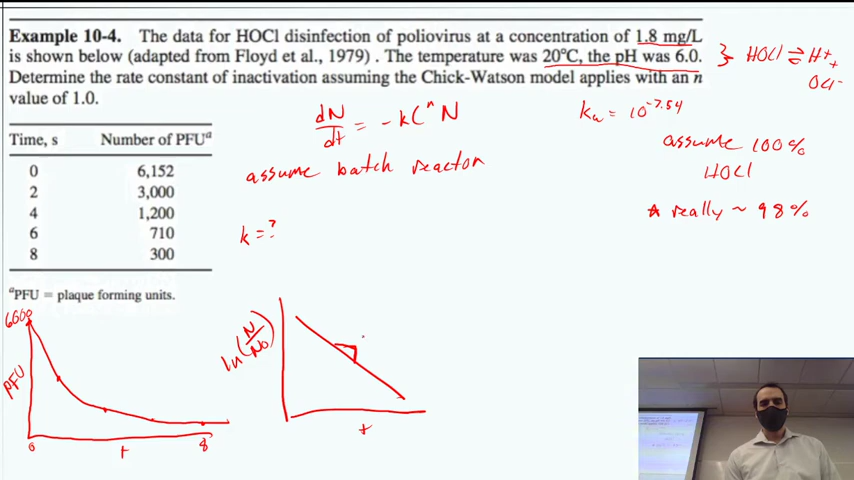 Example 10-4. The data for HOCl disinfection of poliovirus at a concentration of 1.8 mg/L
is shown below (adapted from Floyd et al., 1979) . The temperature was 20°C, the pH was 6.0.
Determine the rate constant of inactivation assuming the Chick-Watson model applies with an n
value of 1.0.
} HOCl ⇌ H+ +
OCl-
dN/dt = -kCⁿN
kw = 10^-7.54
assume batch reactor
assume 100%
HOCl
* really ~ 98%
k = ?
Time, s Number of PFUᵃ
0 6,152
2 3,000
4 1,200
6 710
8 300
ᵃPFU = plaque forming units.
6000
PFU
0 t 8
ln(N/N0)
t